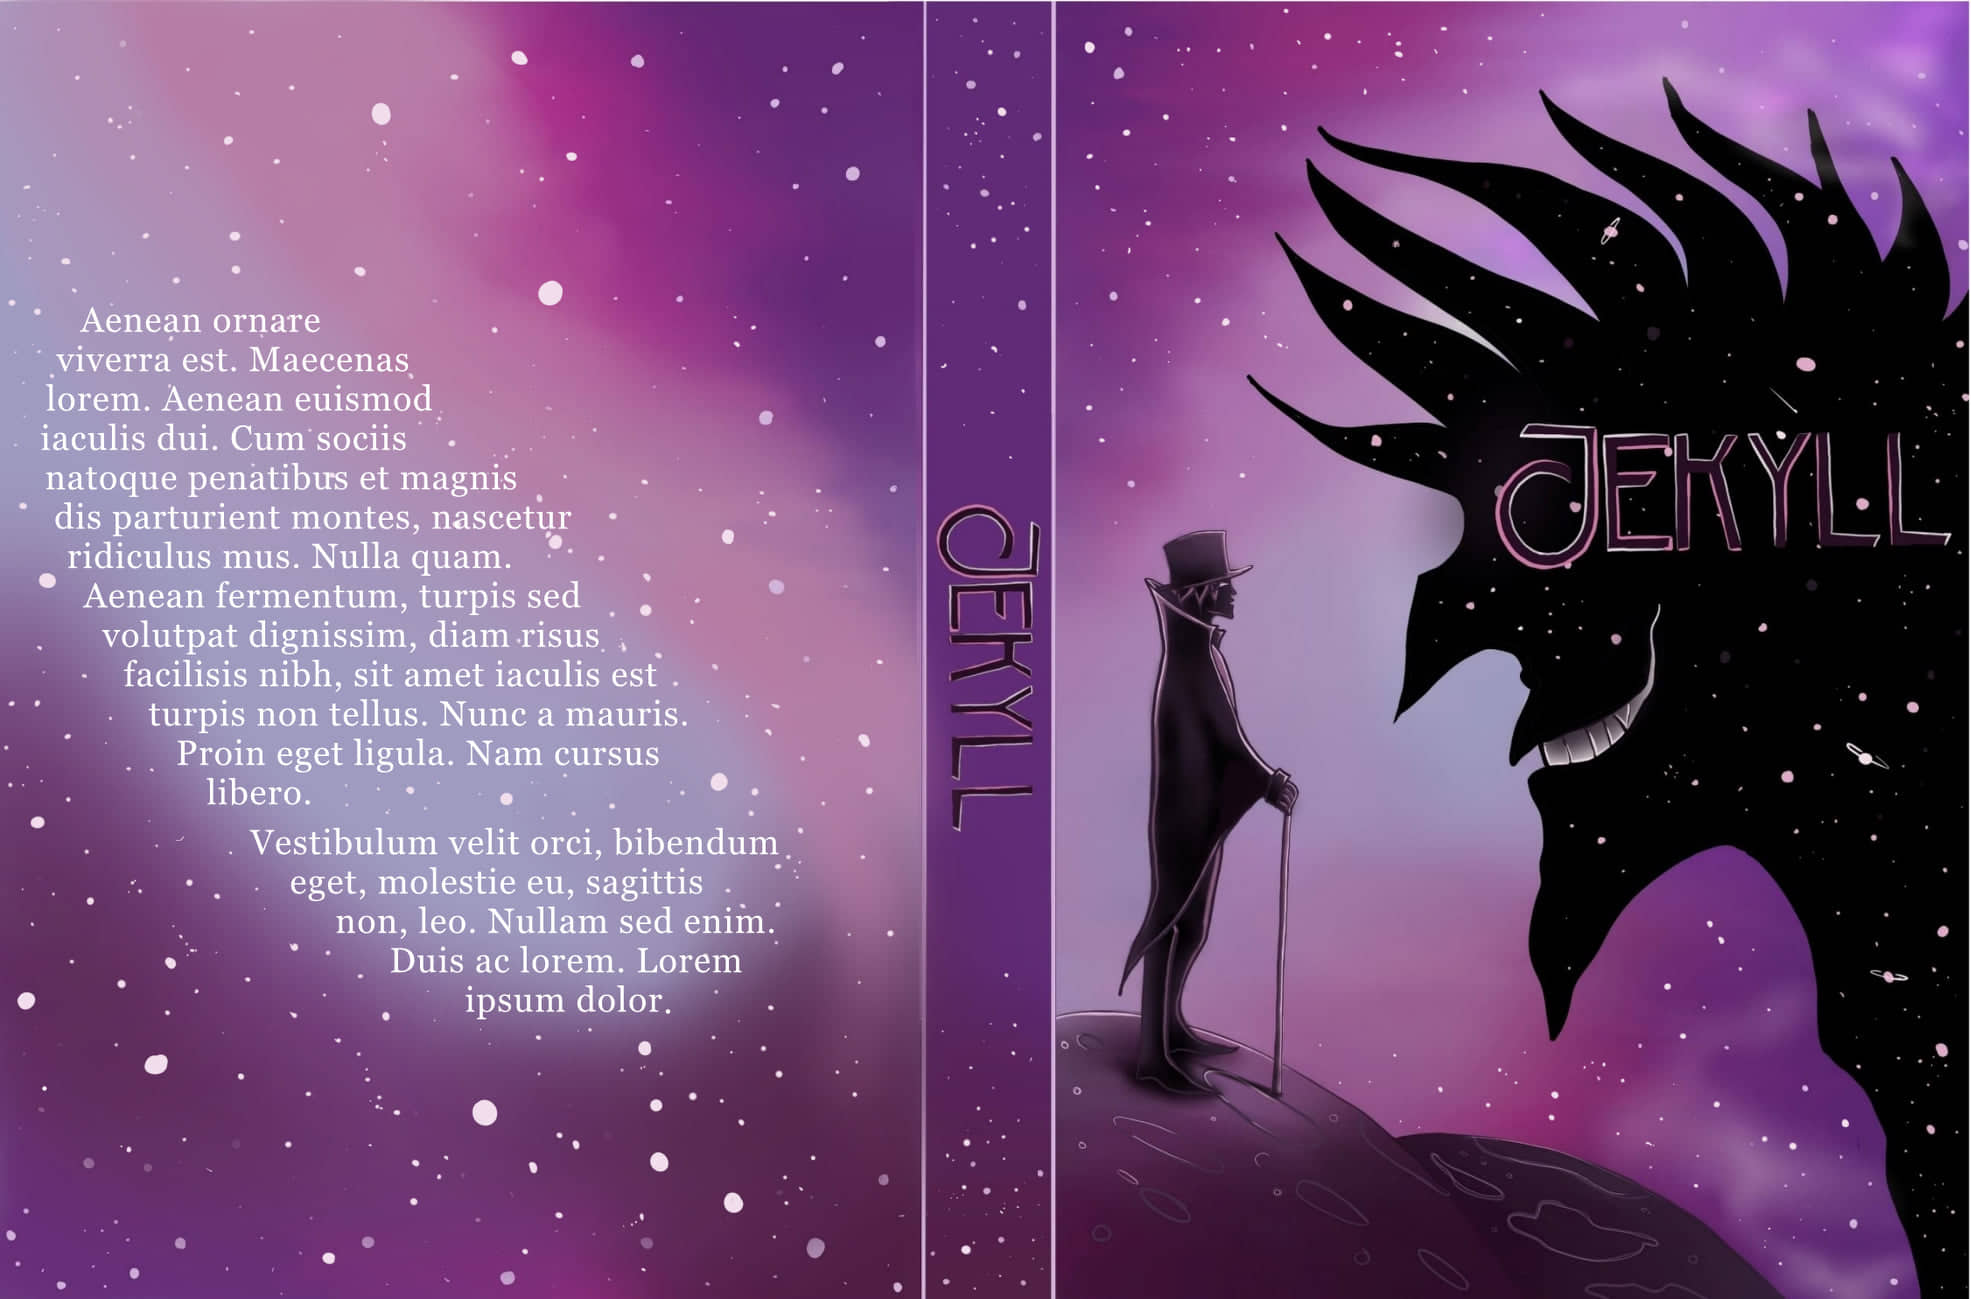 Aenean ornare
viverra est. Maecenas
lorem. Aenean euismod
iaculis dui. Cum sociis
natoque penatibus et magnis
dis parturient montes, nascetur
ridiculus mus. Nulla quam.
Aenean fermentum, turpis sed
volutpat dignissim, diam risus
facilisis nibh, sit amet iaculis est
turpis non tellus. Nunc a mauris.
Proin eget ligula. Nam cursus
libero.
Vestibulum velit orci, bibendum
eget, molestie eu, sagittis
non, leo. Nullam sed enim.
Duis ac lorem. Lorem
ipsum dolor.
JEKYLL
JEKYLL